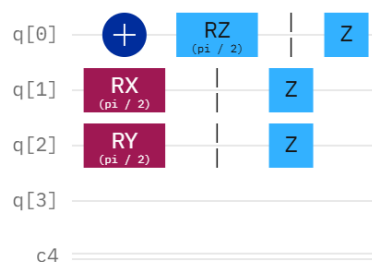 q[0] + RZ (pi / 2) Z
q[1] RX (pi / 2) Z
q[2] RY (pi / 2) Z
q[3]
c4